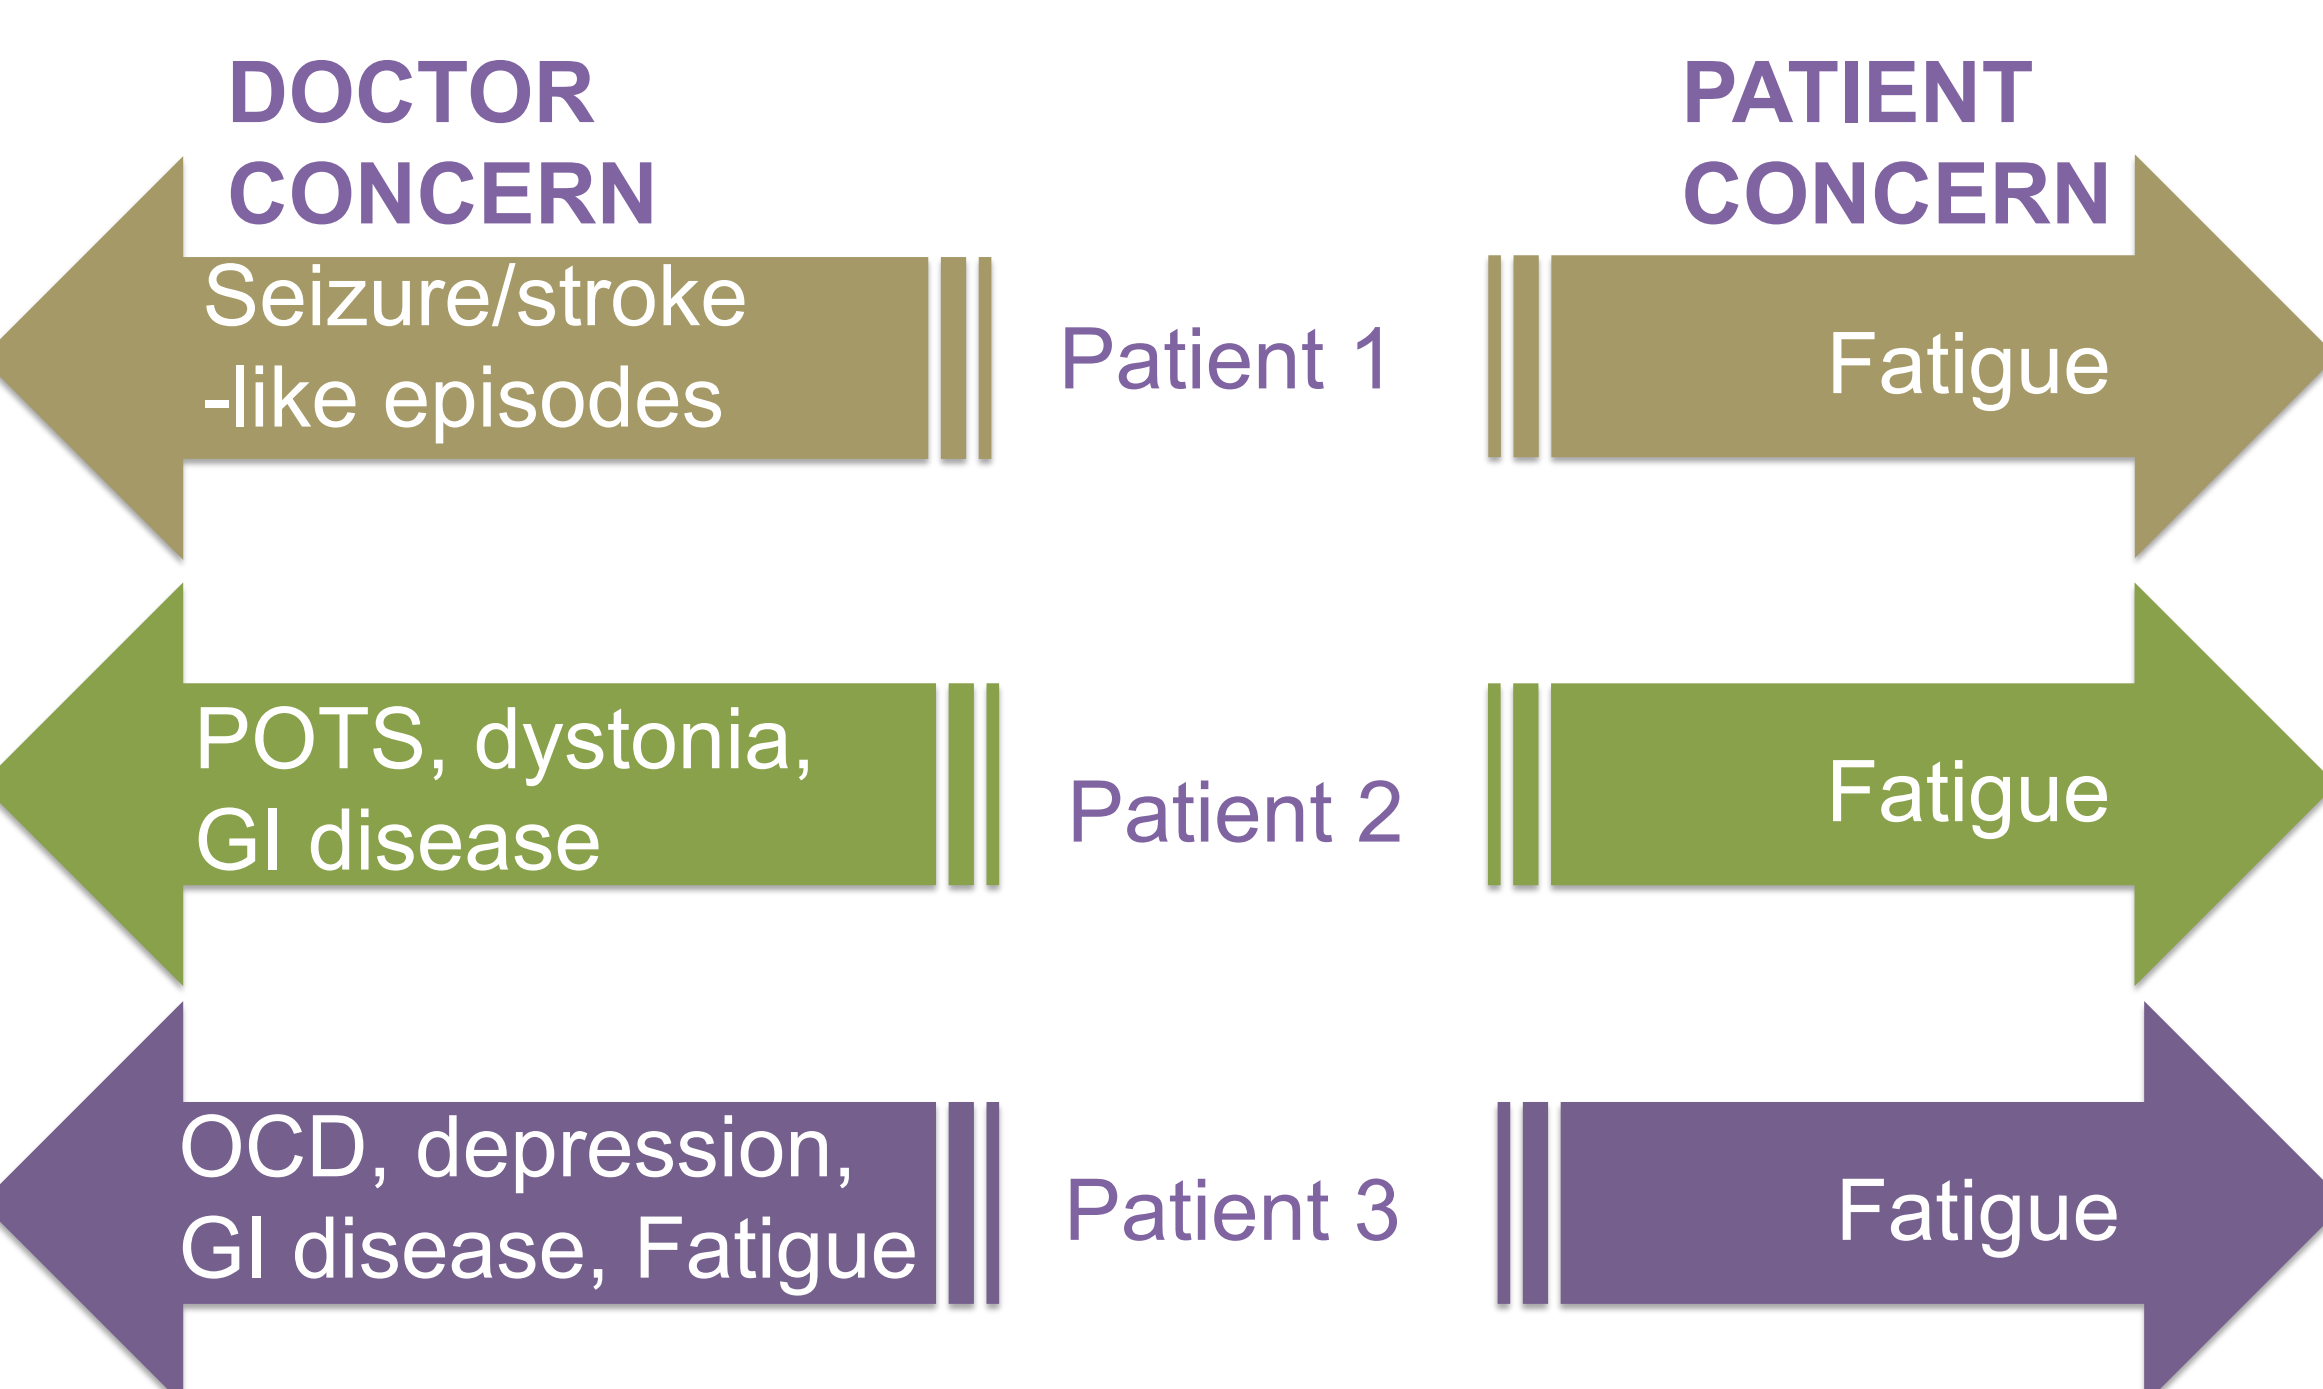 DOCTOR
CONCERN
PATIENT
CONCERN
Seizure/stroke
-like episodes
Patient 1
Fatigue
POTS, dystonia,
GI disease
Patient 2
Fatigue
OCD, depression,
GI disease, Fatigue
Patient 3
Fatigue